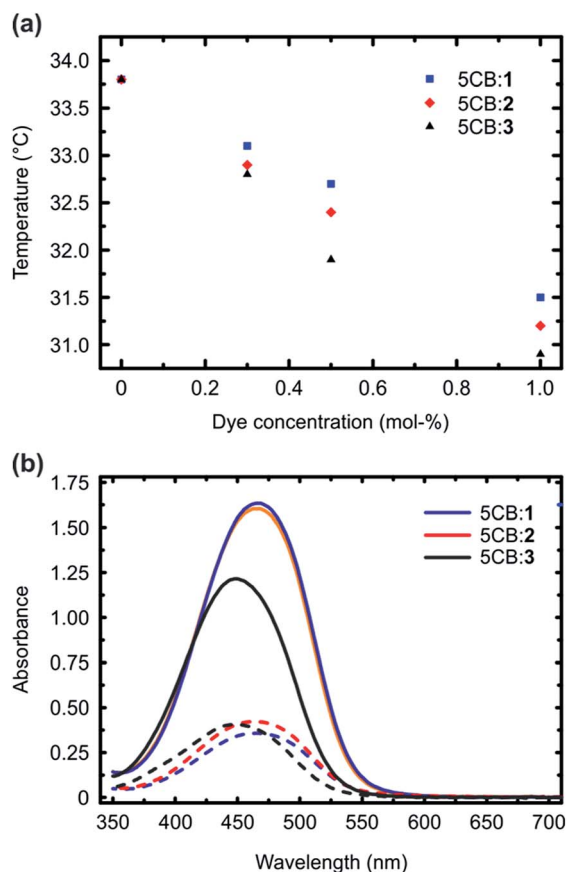 (a)
34.0
33.5
33.0
32.5
32.0
31.5
31.0
Temperature (°C)
5CB:1
5CB:2
5CB:3
0 0.2 0.4 0.6 0.8 1.0
Dye concentration (mol-%)
(b)
1.75
1.50
1.25
1.00
0.75
0.50
0.25
0
Absorbance
5CB:1
5CB:2
5CB:3
350 400 450 500 550 600 650 700
Wavelength (nm)